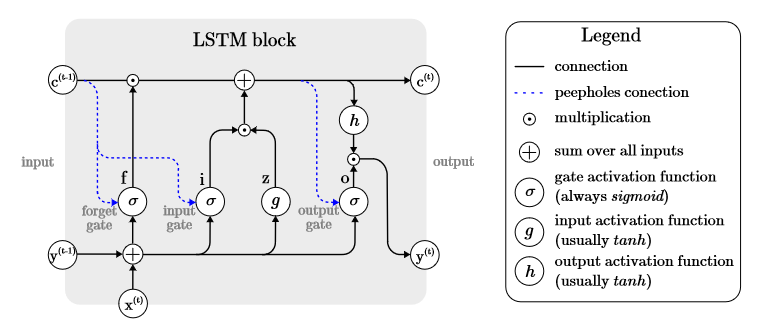 LSTM block
c(t-1)
c(t)
h
input
output
f
i
z
o
σ
σ
g
σ
forget
gate
input
gate
output
gate
y(t-1)
y(t)
x(t)
Legend
connection
peepholes conection
multiplication
sum over all inputs
σ
gate activation function
(always sigmoid)
g
input activation function
(usually tanh)
h
output activation function
(usually tanh)